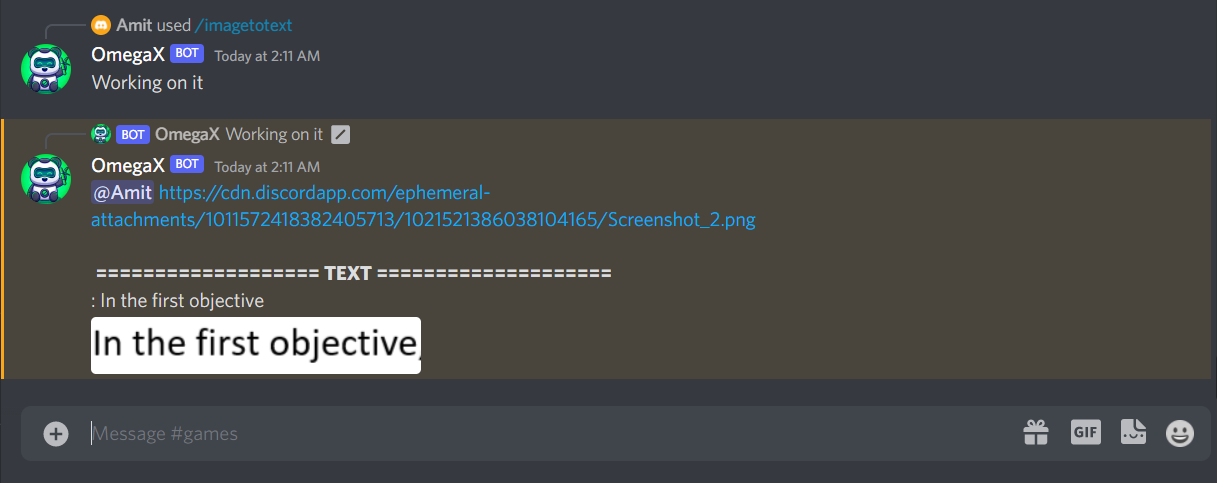 Amit used /imagetotext
OmegaX BOT Today at 2:11 AM
Working on it
BOT OmegaX Working on it
OmegaX BOT Today at 2:11 AM
@Amit https://cdn.discordapp.com/ephemeral-
attachments/1011572418382405713/1021521386038104165/Screenshot_2.png
=================== TEXT ====================
: In the first objective
In the first objective,
Message #games
GIF